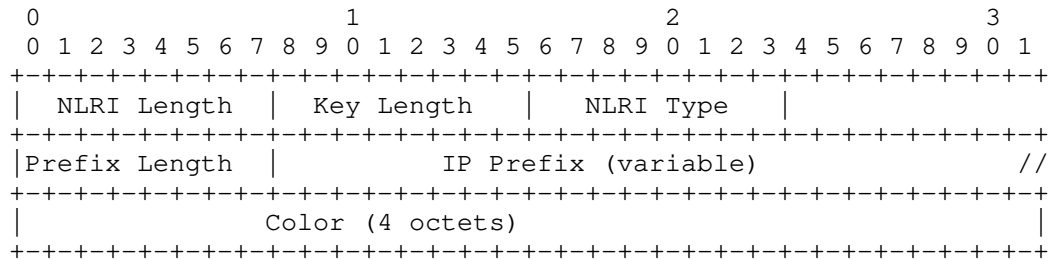 0                   1                   2                   3
 0 1 2 3 4 5 6 7 8 9 0 1 2 3 4 5 6 7 8 9 0 1 2 3 4 5 6 7 8 9 0 1
+-+-+-+-+-+-+-+-+-+-+-+-+-+-+-+-+-+-+-+-+-+-+-+-+-+-+-+-+-+-+-+-+
|  NLRI Length  |  Key Length   |   NLRI Type   |
+-+-+-+-+-+-+-+-+-+-+-+-+-+-+-+-+-+-+-+-+-+-+-+-+-+-+-+-+-+-+-+-+
|Prefix Length  |          IP Prefix (variable)                //
+-+-+-+-+-+-+-+-+-+-+-+-+-+-+-+-+-+-+-+-+-+-+-+-+-+-+-+-+-+-+-+-+
|               Color (4 octets)                                |
+-+-+-+-+-+-+-+-+-+-+-+-+-+-+-+-+-+-+-+-+-+-+-+-+-+-+-+-+-+-+-+-+